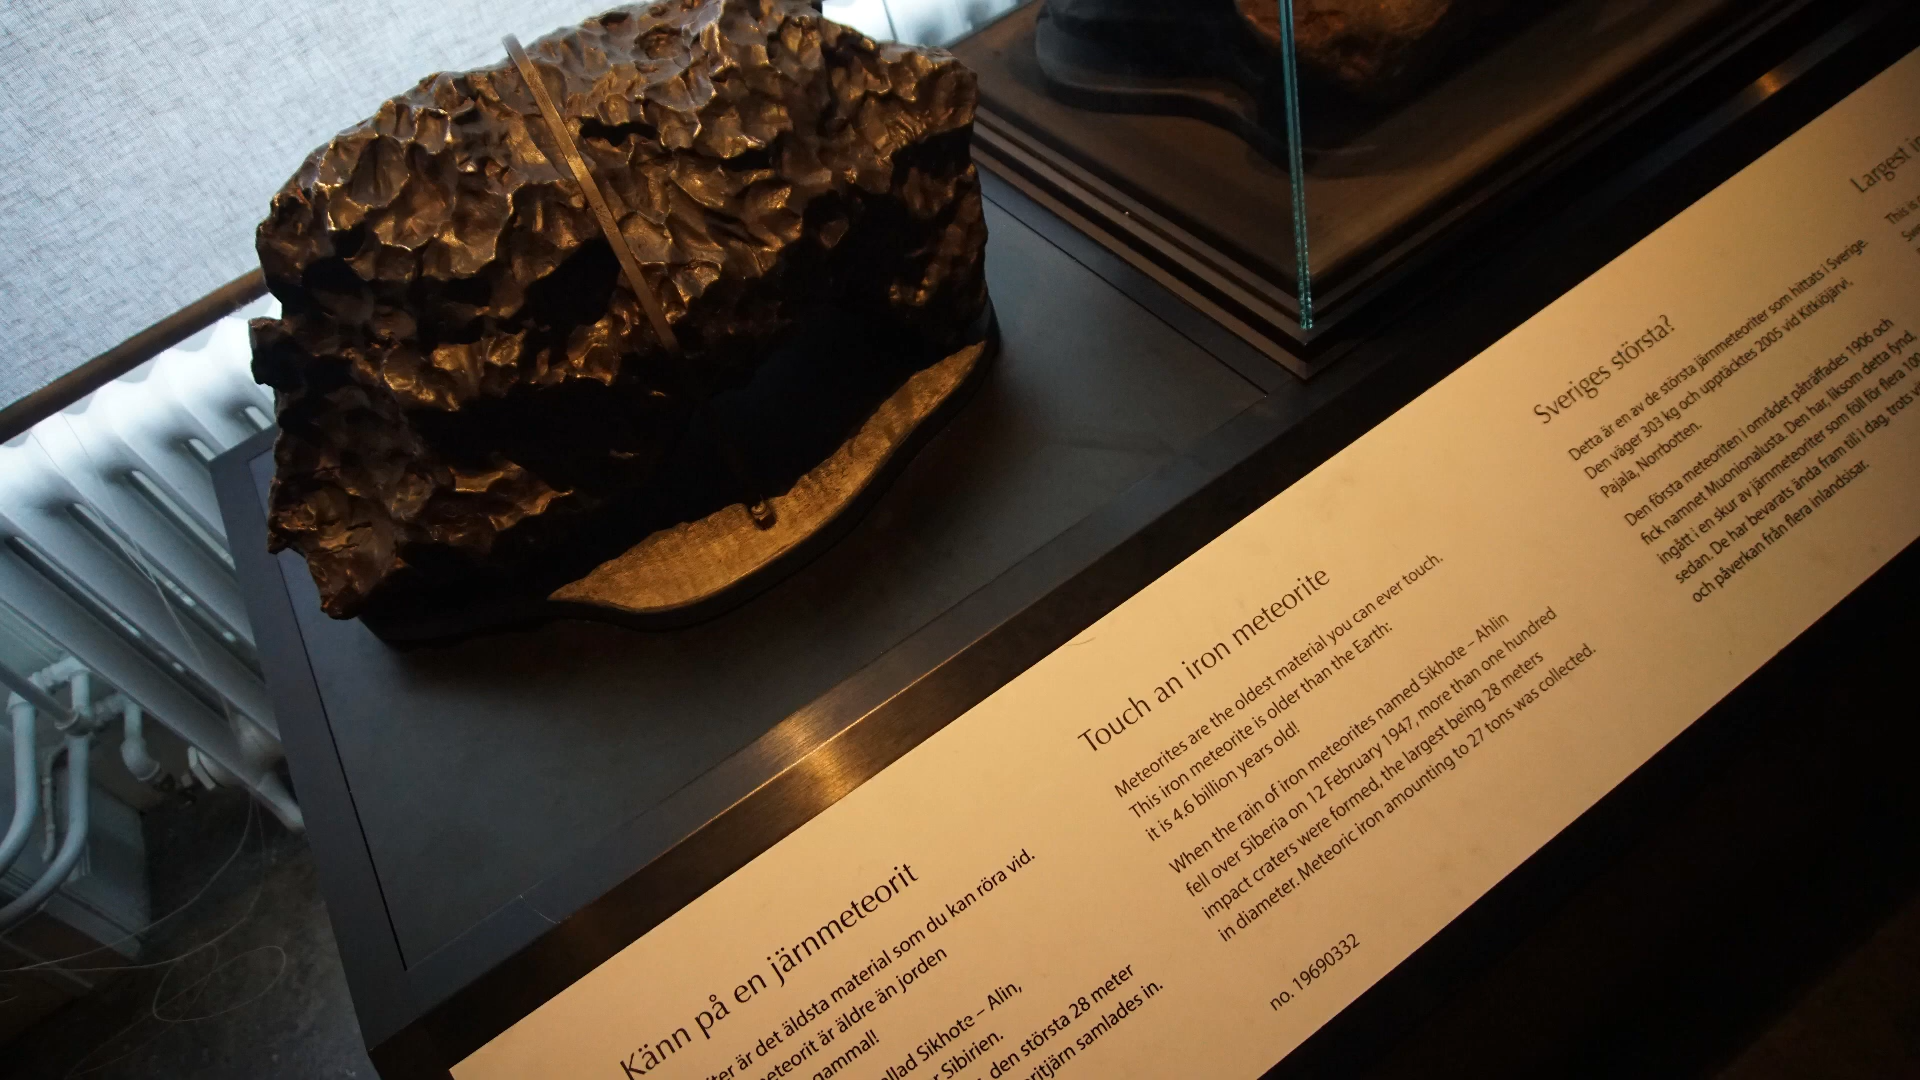 Känn på en järnmeteorit
är det äldsta material som du kan röra vid.
är äldre än jorden
gammal!
Sikhote – Alin,
Sibirien.
den största 28 meter
samlades in.
Touch an iron meteorite
Meteorites are the oldest material you can ever touch.
This iron meteorite is older than the Earth:
it is 4.6 billion years old!
When the rain of iron meteorites named Sikhote – Ahlin
fell over Siberia on 12 February 1947, more than one hundred
impact craters were formed, the largest being 28 meters
in diameter. Meteoric iron amounting to 27 tons was collected.
no. 19690332
Sveriges största?
Detta är en av de största järnmeteoriter som hittats i Sverige.
Den väger 303 kg och upptäcktes 2005 vid Kitkiöjärvi,
Pajala, Norrbotten.
Den första meteoriten i området påträffades 1906 och
fick namnet Muonionalusta. Den har, liksom detta fynd,
ingått i en skur av järnmeteoriter som föll för flera
sedan. De har bevarats ända fram till i dag, trots
och påverkan från flera inlandsisar.
Largest
This is